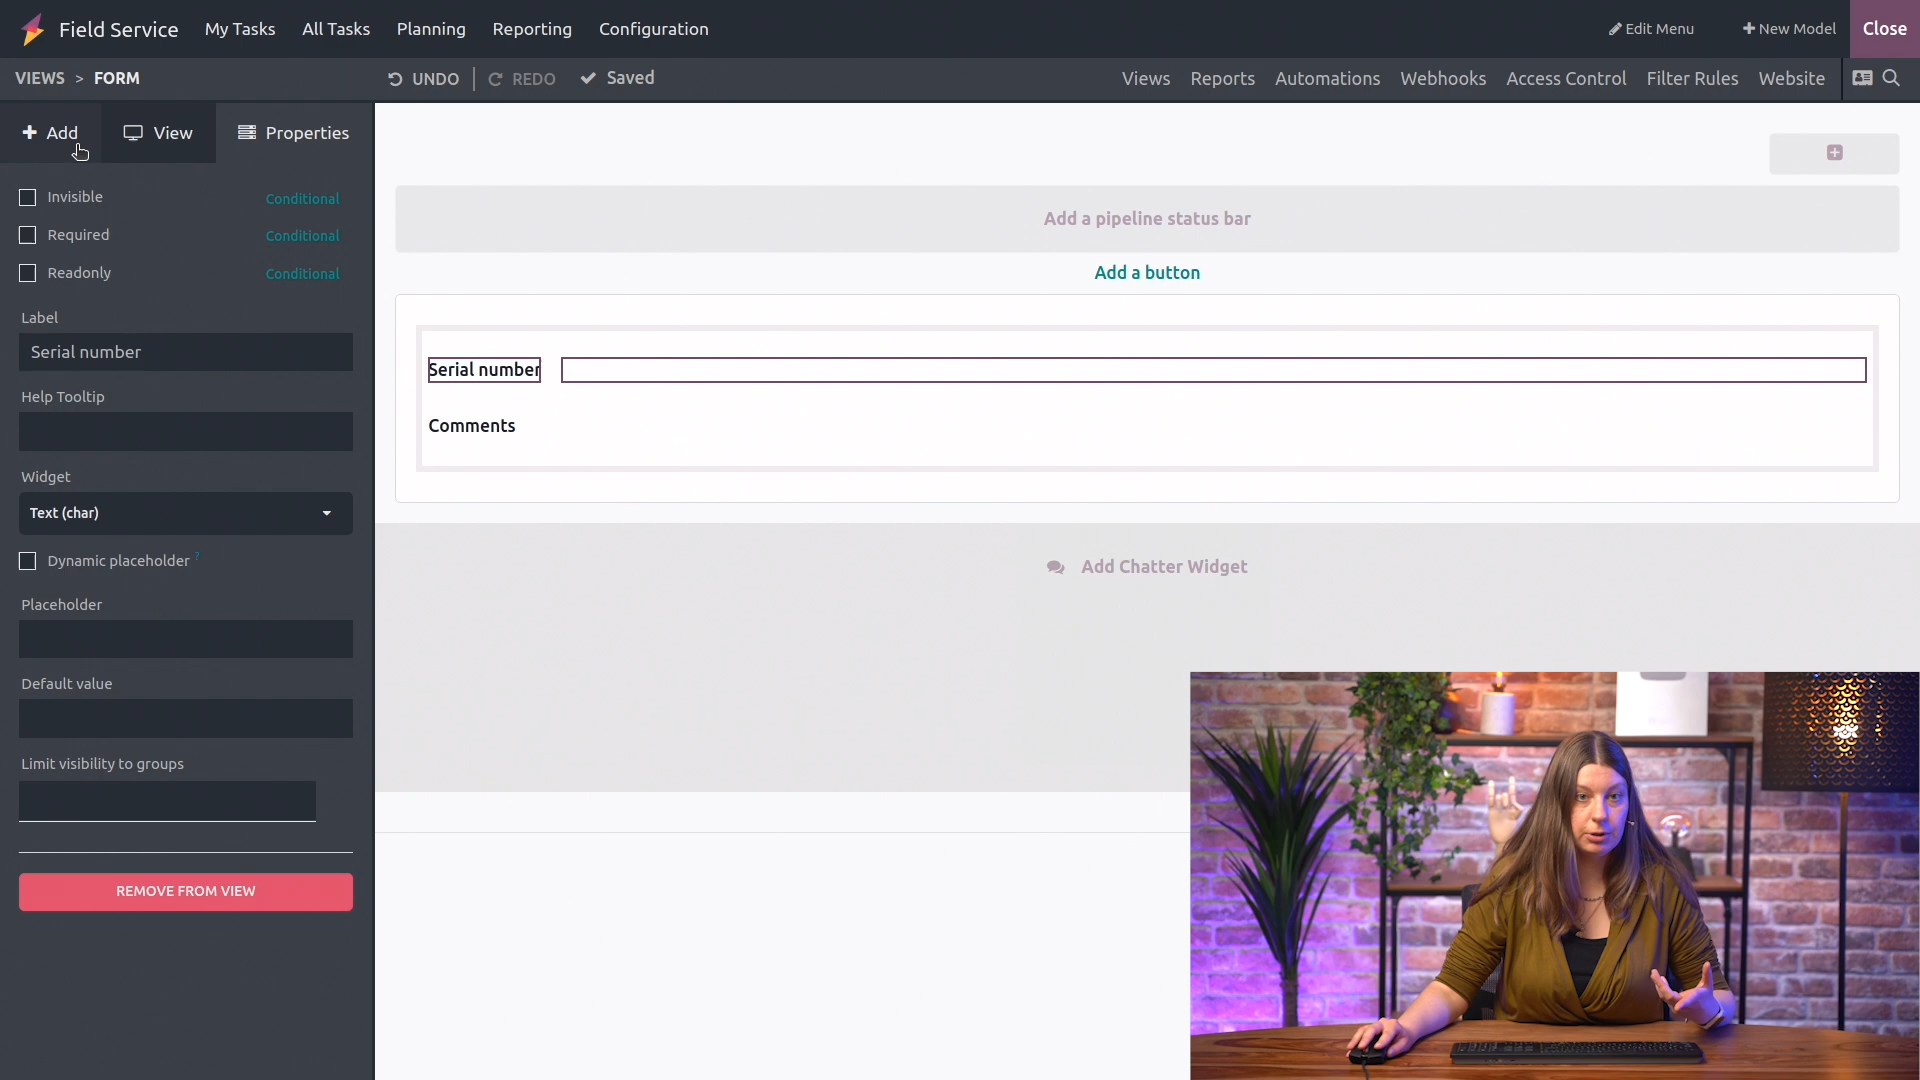 Field Service My Tasks All Tasks Planning Reporting Configuration Edit Menu New Model Close
VIEWS > FORM UNDO REDO Saved Views Reports Automations Webhooks Access Control Filter Rules Website
Add View Properties
Invisible Conditional
Required Conditional
Readonly Conditional
Label
Serial number
Help Tooltip
Widget
Text (char)
Dynamic placeholder ?
Placeholder
Default value
Limit visibility to groups
REMOVE FROM VIEW
Add a pipeline status bar
Add a button
Serial number
Comments
Add Chatter Widget